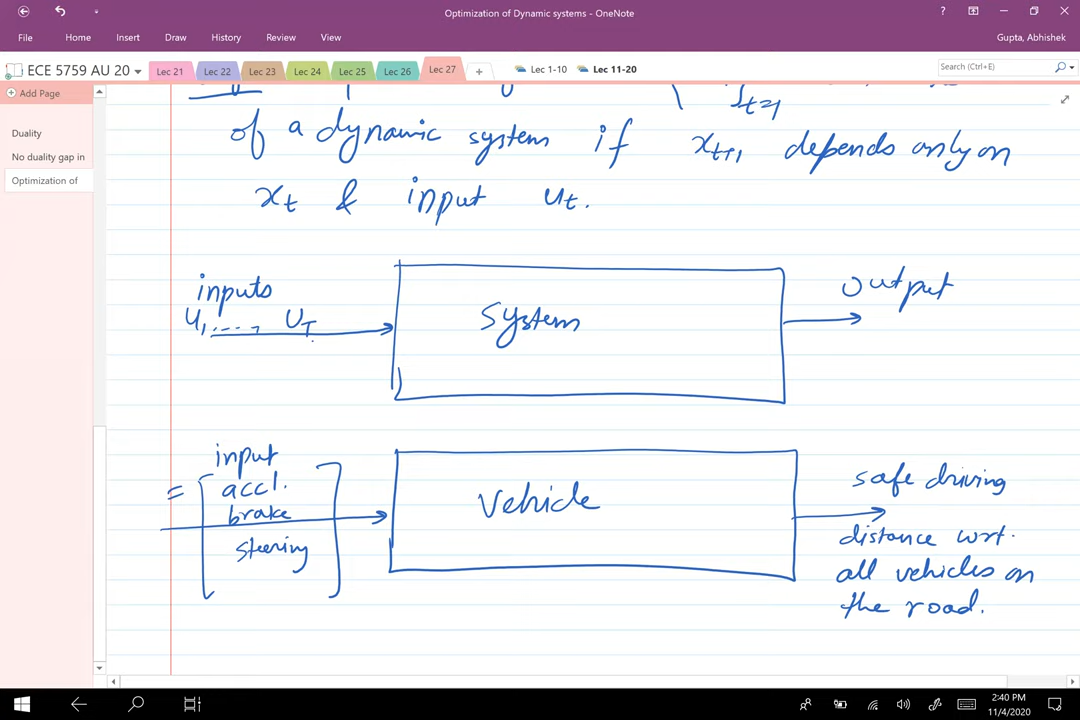 Optimization of Dynamic systems - OneNote
Gupta, Abhishek
File Home Insert Draw History Review View
ECE 5759 AU 20
Lec 21 Lec 22 Lec 23 Lec 24 Lec 25 Lec 26 Lec 27 + Lec 1-10 Lec 11-20
Search (Ctrl+E)
Add Page
Duality
No duality gap in
Optimization of
t=1
of a dynamic system if x_{t+1} depends only on
x_t & input u_t.
inputs
u_1, ..., u_T
System
output
input
= [accl.
brake
steering]
Vehicle
safe driving
distance wrt.
all vehicles on
the road.
2:40 PM
11/4/2020